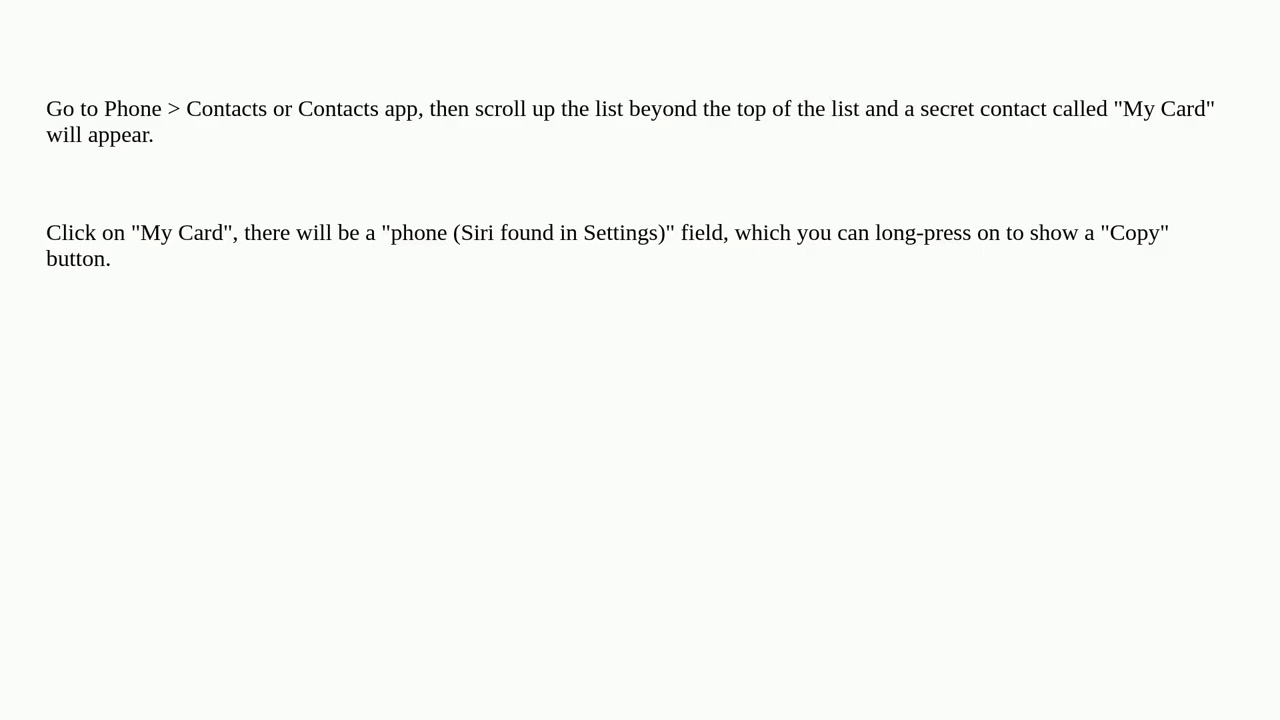 Go to Phone > Contacts or Contacts app, then scroll up the list beyond the top of the list and a secret contact called "My Card"
will appear.
Click on "My Card", there will be a "phone (Siri found in Settings)" field, which you can long-press on to show a "Copy"
button.